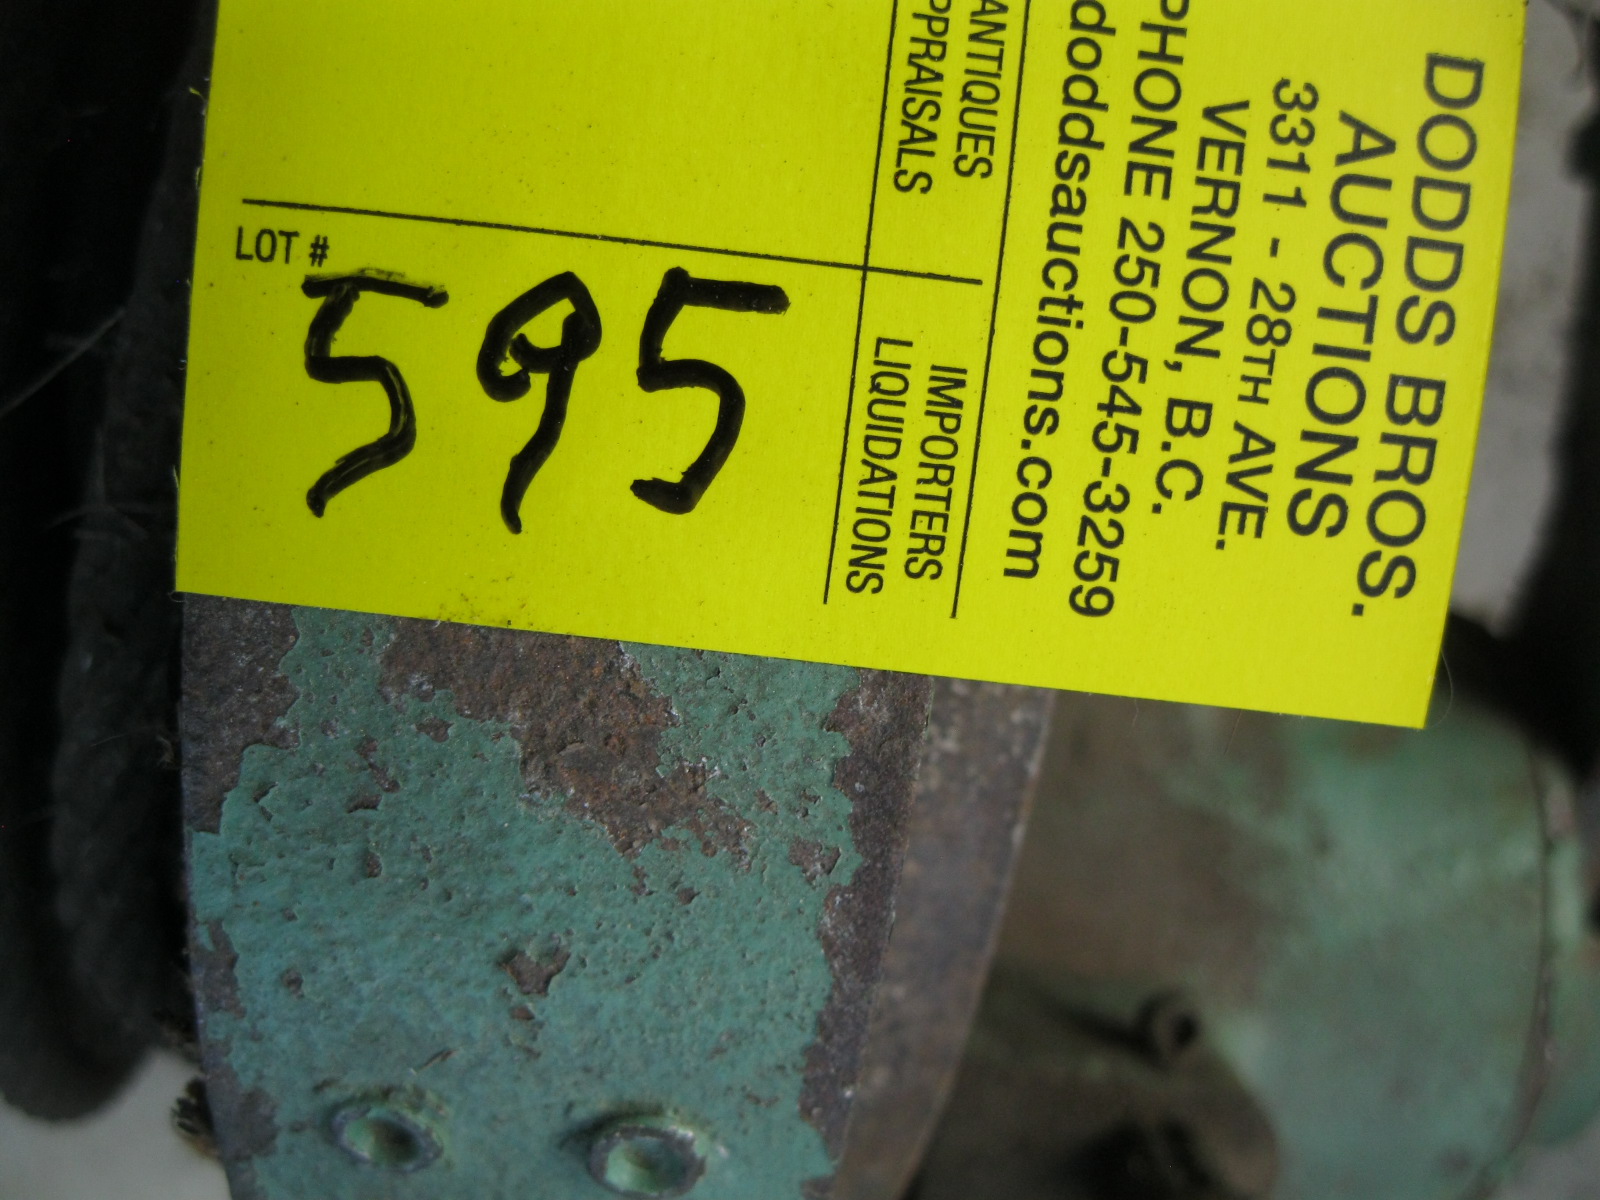 DODDS BROS.
AUCTIONS
3311 - 28TH AVE.
VERNON, B.C.
PHONE 250-545-3259
doddsauctions.com
ANTIQUES
IMPORTERS
LIQUIDATIONS
LOT #
595